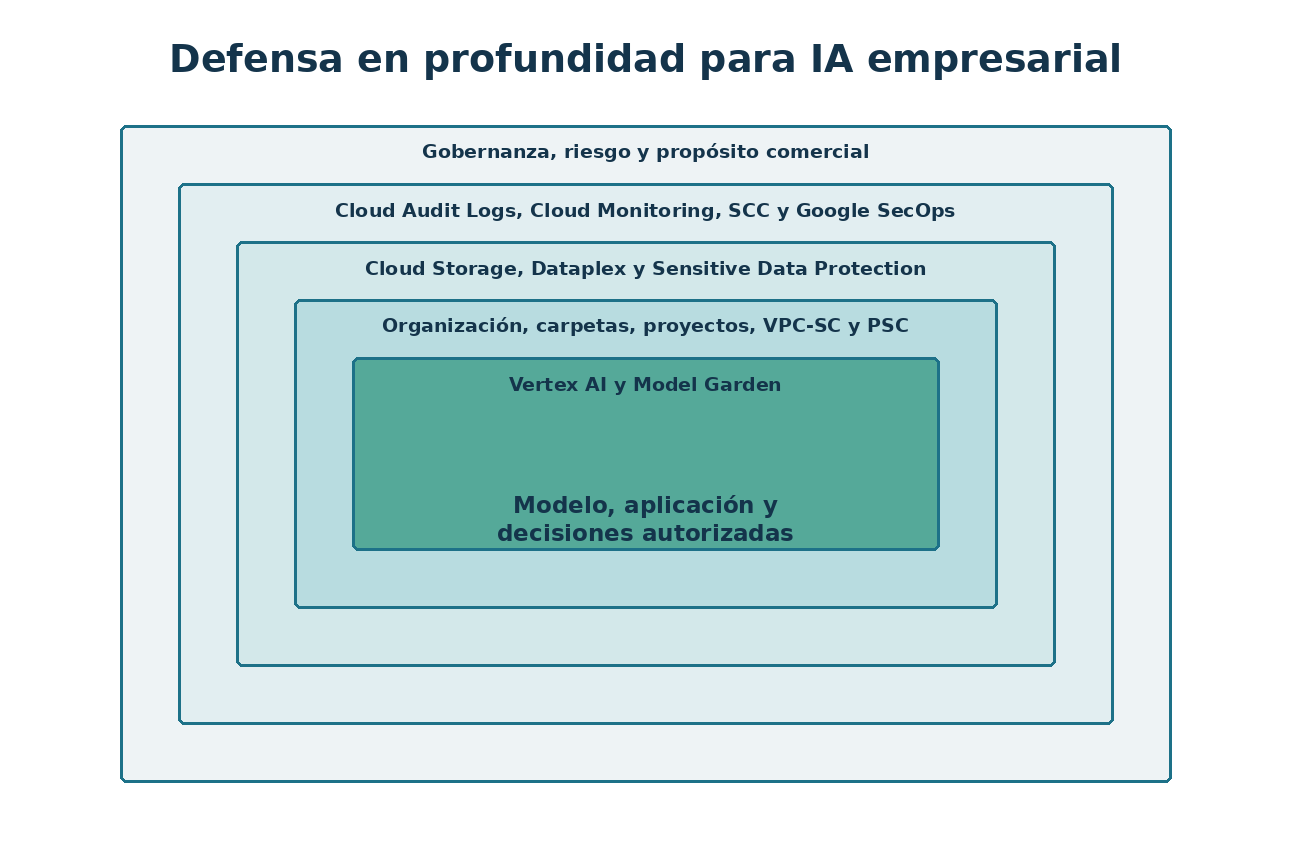 Defensa en profundidad para IA empresarial
Gobernanza, riesgo y propósito comercial
Cloud Audit Logs, Cloud Monitoring, SCC y Google SecOps
Cloud Storage, Dataplex y Sensitive Data Protection
Organización, carpetas, proyectos, VPC-SC y PSC
Vertex AI y Model Garden
Modelo, aplicación y
decisiones autorizadas